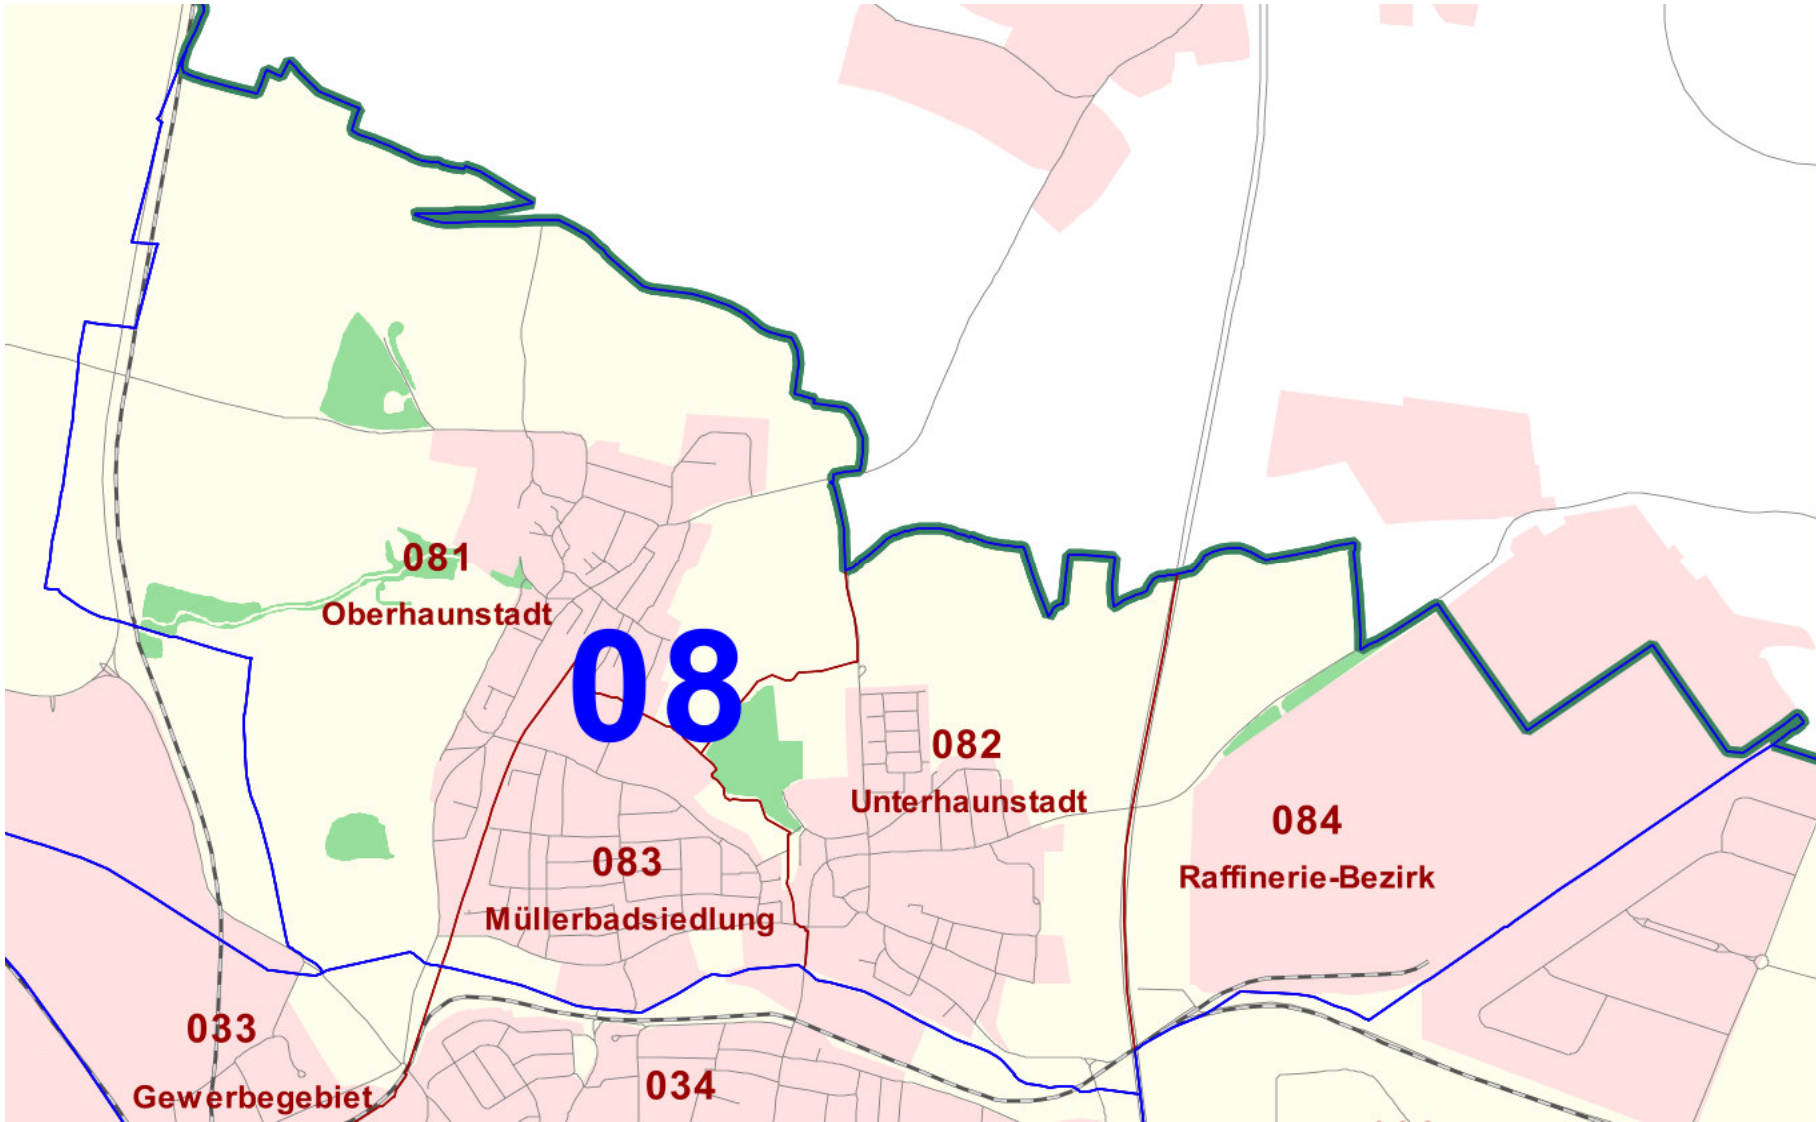 081
Oberhaunstadt
08
082
Unterhaunstadt
084
Raffinerie-Bezirk
083
Müllerbadsiedlung
033
Gewerbegebiet
034